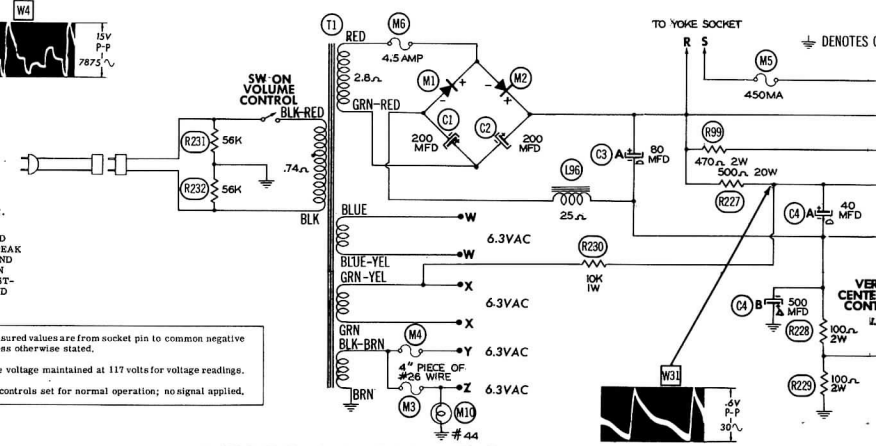 W4
15V
P-P
7875∿
SW-ON
VOLUME
CONTROL
BLK-RED
R231
56K
R232
56K
.74Ω
BLK
T1
RED
M6
4.5 AMP
2.8Ω
GRN-RED
M1
M2
− +
− +
C1
200
MFD
C2
200
MFD
TO YOKE SOCKET
R S
M5
450MA
⏚ DENOTES C
C3 A
80
MFD
R99
470Ω 2W
500Ω 20W
R227
L96
25Ω
C4 A
40
MFD
BLUE
W
6.3VAC
W
BLUE-YEL
GRN-YEL
R230
10K
1W
X
6.3VAC
X
GRN
BLK-BRN
M4
Y 6.3VAC
4" PIECE OF
#26 WIRE
Z 6.3VAC
BRN
M3
M10
#44
C4 B
500
MFD
VER
CENTE
CONT
R228
100Ω
2W
R229
100Ω
2W
W31
.6V
P-P
30∿
D
EAK
ND
N
ST-
D
sured values are from socket pin to common negative
ss otherwise stated.
e voltage maintained at 117 volts for voltage readings.
controls set for normal operation; no signal applied.